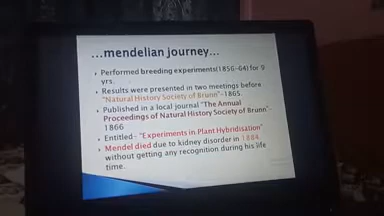 ...mendelian journey...
Performed breeding experiments(1856-64) for 9
yrs.
Results were presented in two meetings before
"Natural History Society of Brunn"-1865.
Published in a local journal "The Annual
Proceedings of Natural History Society of Brunn"-
1866
Entitled - "Experiments in Plant Hybridisation"
Mendel died due to kidney disorder in 1884,
without getting any recognition during his life
time.